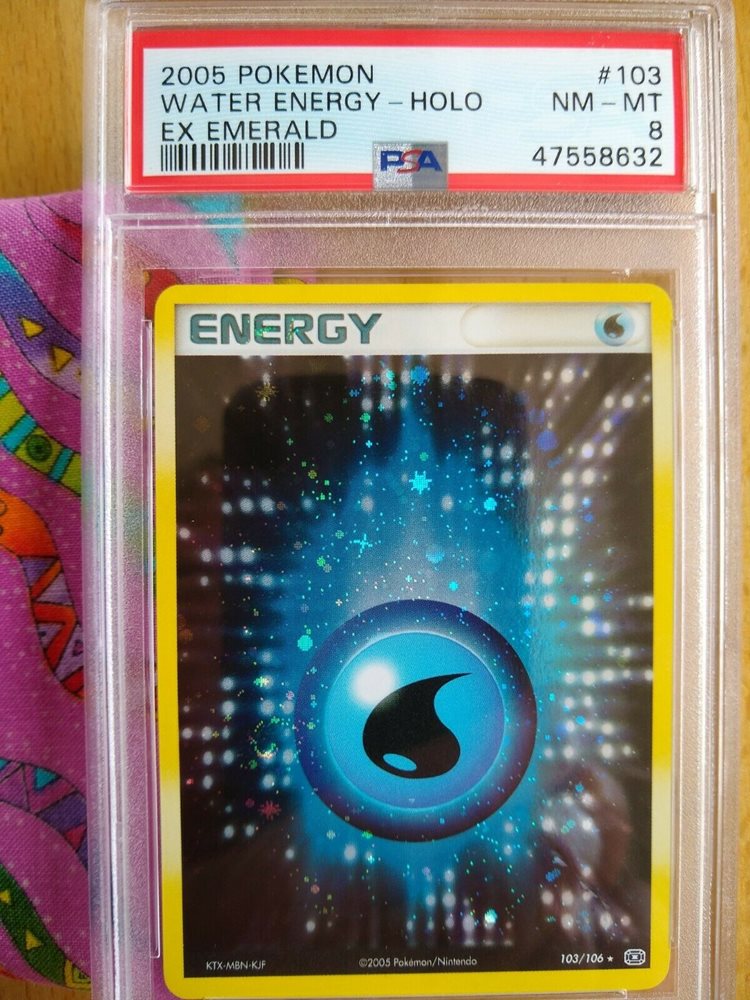 2005 POKEMON #103
WATER ENERGY - HOLO NM - MT
EX EMERALD 8
PSA 47558632
ENERGY
KTX-MBN-KJF ©2005 Pokémon/Nintendo 103/106 ★